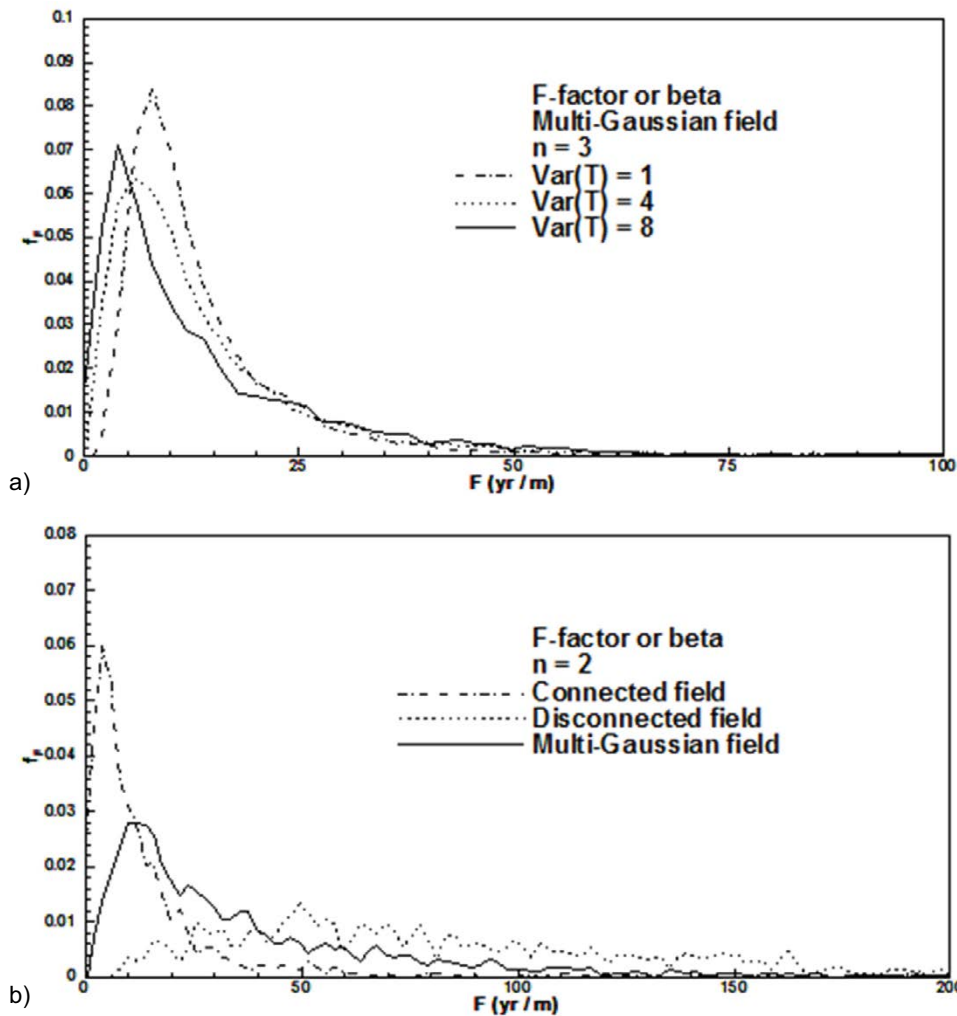 0.1
0.09
0.08
0.07
0.06
0.05
0.04
0.03
0.02
0.01
0
f_F
F-factor or beta
Multi-Gaussian field
n = 3
Var(T) = 1
Var(T) = 4
Var(T) = 8
0 25 50 75 100
F (yr / m)
a)
0.08
0.07
0.06
0.05
0.04
0.03
0.02
0.01
0
f_F
F-factor or beta
n = 2
Connected field
Disconnected field
Multi-Gaussian field
0 50 100 150 200
F (yr / m)
b)